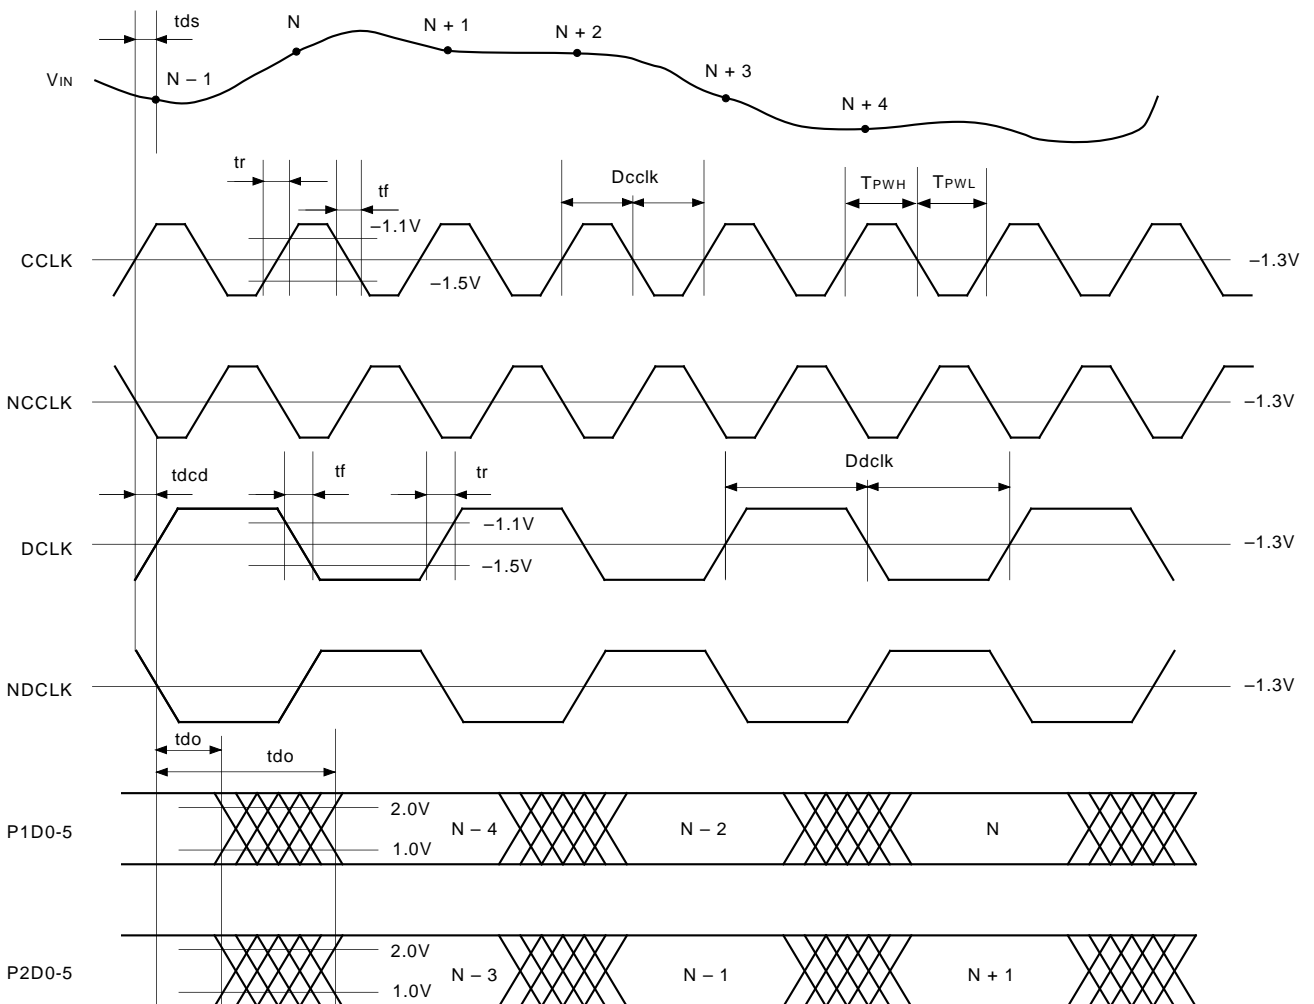 tds
N
N + 1
N + 2
VIN
N – 1
N + 3
N + 4
tr
tf
Dcclk
TPWH
TPWL
–1.1V
CCLK
–1.5V
–1.3V
NCCLK
–1.3V
tdcd
tf
tr
Ddclk
–1.1V
DCLK
–1.5V
–1.3V
NDCLK
–1.3V
tdo
tdo
P1D0-5
2.0V
1.0V
N – 4
N – 2
N
P2D0-5
2.0V
1.0V
N – 3
N – 1
N + 1